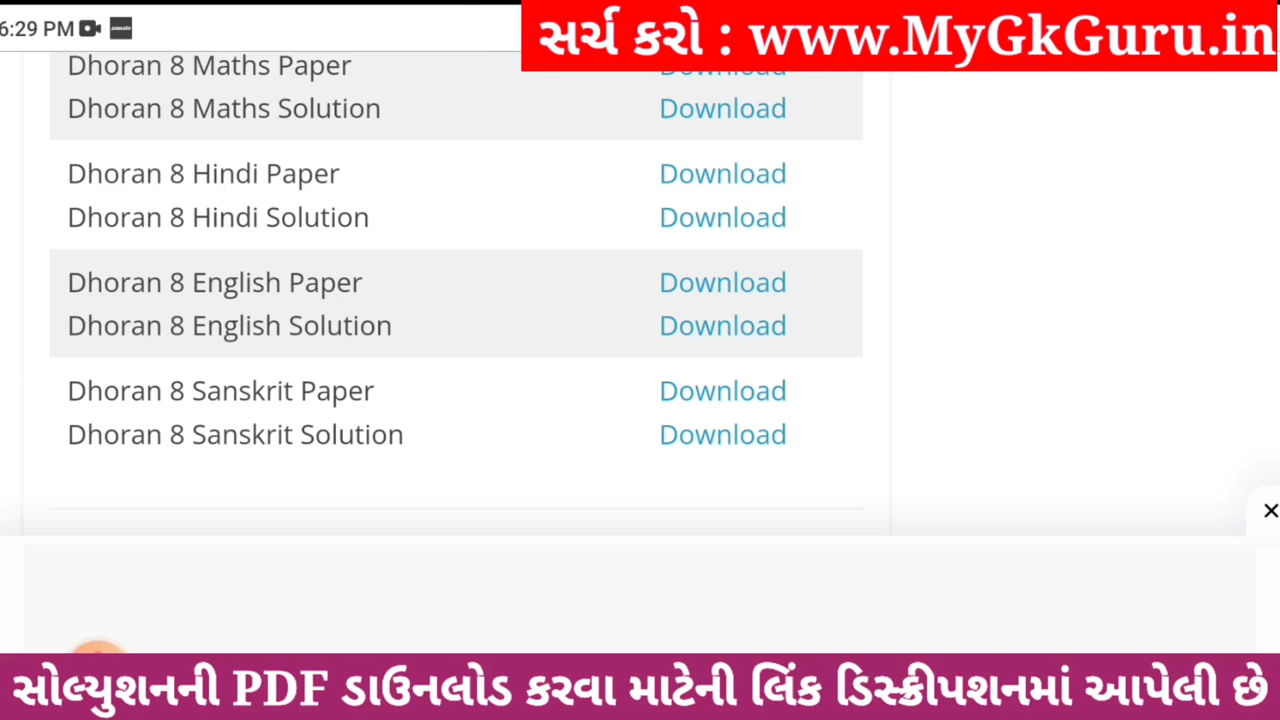 6:29 PM
સર્ચ કરો : www.MyGkGuru.in
Dhoran 8 Maths Paper Download
Dhoran 8 Maths Solution Download
Dhoran 8 Hindi Paper Download
Dhoran 8 Hindi Solution Download
Dhoran 8 English Paper Download
Dhoran 8 English Solution Download
Dhoran 8 Sanskrit Paper Download
Dhoran 8 Sanskrit Solution Download
સોલ્યુશનની PDF ડાઉનલોડ કરવા માટેની લિંક ડિસ્ક્રીપશનમાં આપેલી છે